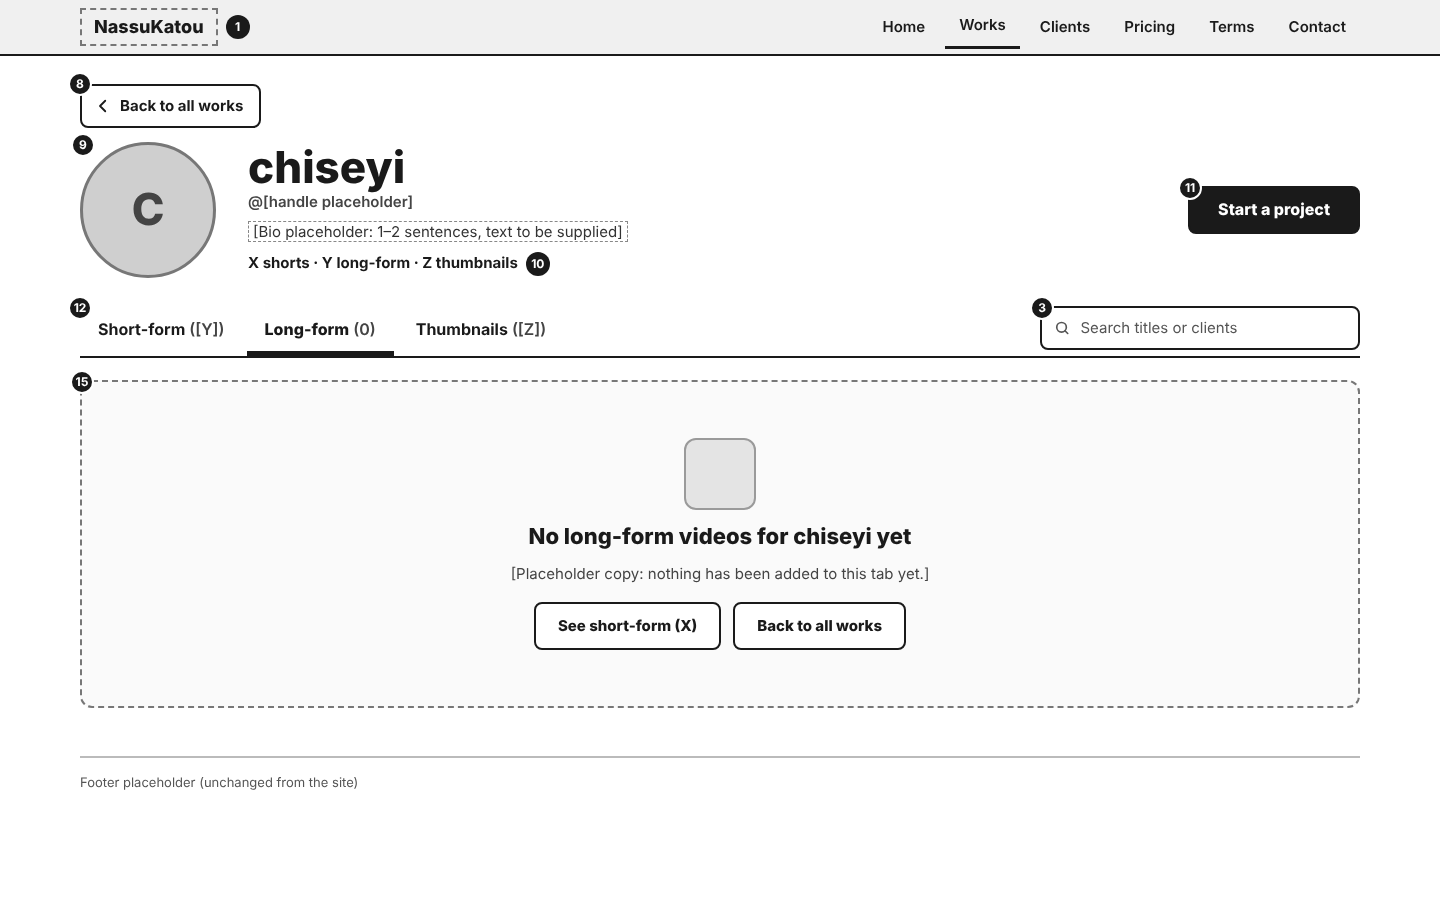 NassuKatou 1 Home Works Clients Pricing Terms Contact
8
Back to all works
9
C
chiseyi
@[handle placeholder]
[Bio placeholder: 1–2 sentences, text to be supplied]
X shorts · Y long-form · Z thumbnails 10
11
Start a project
12
Short-form ([Y]) Long-form (0) Thumbnails ([Z])
3
Search titles or clients
15
No long-form videos for chiseyi yet
[Placeholder copy: nothing has been added to this tab yet.]
See short-form (X) Back to all works
Footer placeholder (unchanged from the site)